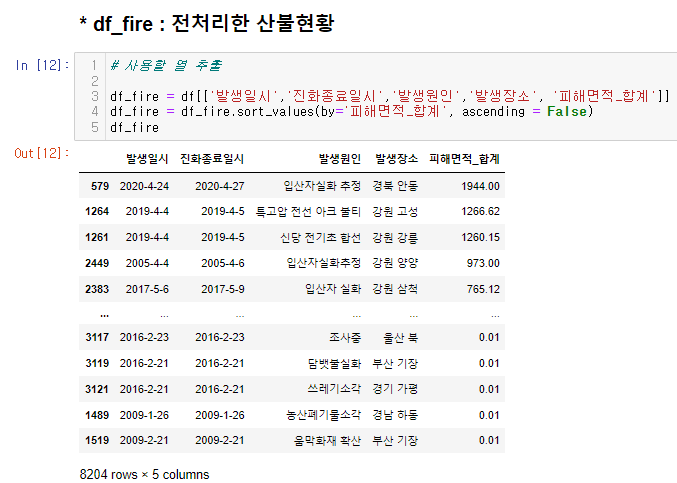 * df_fire : 전처리한 산불현황
In [12]:
1 # 사용할 열 추출
2
3 df_fire = df[['발생일시','진화종료일시','발생원인','발생장소', '피해면적_합계']]
4 df_fire = df_fire.sort_values(by='피해면적_합계', ascending = False)
5 df_fire
Out[12]:
발생일시 진화종료일시 발생원인 발생장소 피해면적_합계
579 2020-4-24 2020-4-27 입산자실화 추정 경북 안동 1944.00
1264 2019-4-4 2019-4-5 특고압 전선 아크 불티 강원 고성 1266.62
1261 2019-4-4 2019-4-5 신당 전기초 합선 강원 강릉 1260.15
2449 2005-4-4 2005-4-6 입산자실화추정 강원 양양 973.00
2383 2017-5-6 2017-5-9 입산자 실화 강원 삼척 765.12
... ... ... ... ... ...
3117 2016-2-23 2016-2-23 조사중 울산 북 0.01
3119 2016-2-21 2016-2-21 담뱃불실화 부산 기장 0.01
3121 2016-2-21 2016-2-21 쓰레기소각 경기 가평 0.01
1489 2009-1-26 2009-1-26 농산폐기물소각 경남 하동 0.01
1519 2009-2-21 2009-2-21 움막화재 확산 부산 기장 0.01
8204 rows × 5 columns